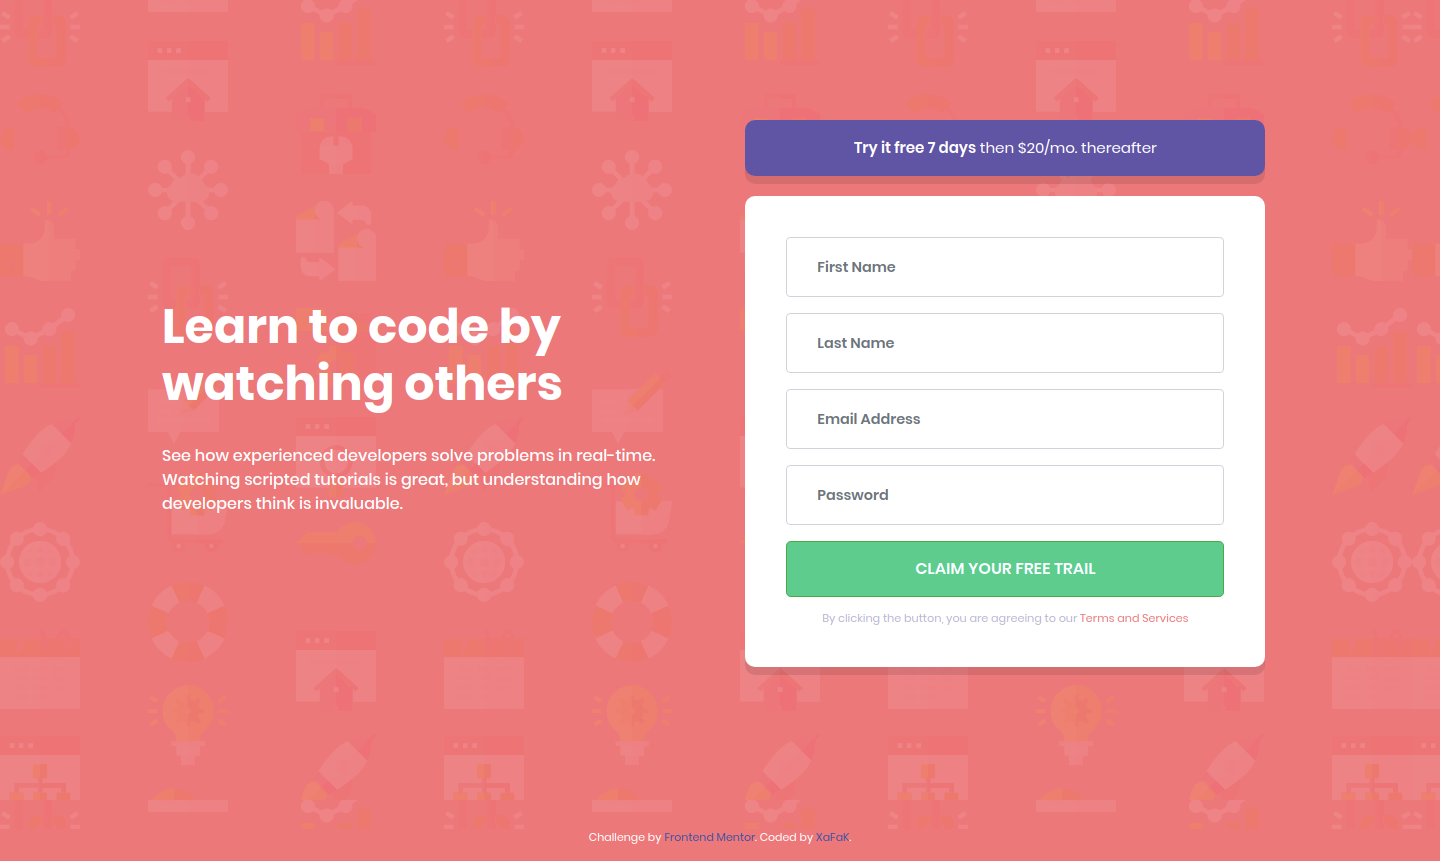 Learn to code by
watching others
See how experienced developers solve problems in real-time.
Watching scripted tutorials is great, but understanding how
developers think is invaluable.
Try it free 7 days then $20/mo. thereafter
First Name
Last Name
Email Address
Password
CLAIM YOUR FREE TRAIL
By clicking the button, you are agreeing to our Terms and Services
Challenge by Frontend Mentor. Coded by XaFaK.